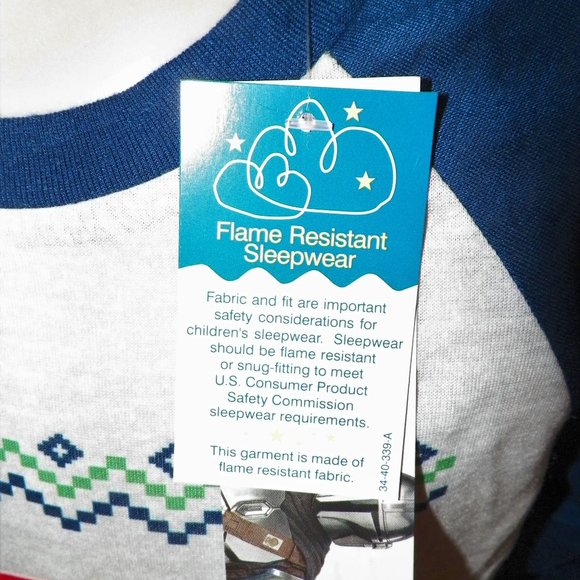 Flame Resistant
Sleepwear
Fabric and fit are important
safety considerations for
children's sleepwear. Sleepwear
should be flame resistant
or snug-fitting to meet
U.S. Consumer Product
Safety Commission
sleepwear requirements.
This garment is made of
flame resistant fabric.
34-40-339-A